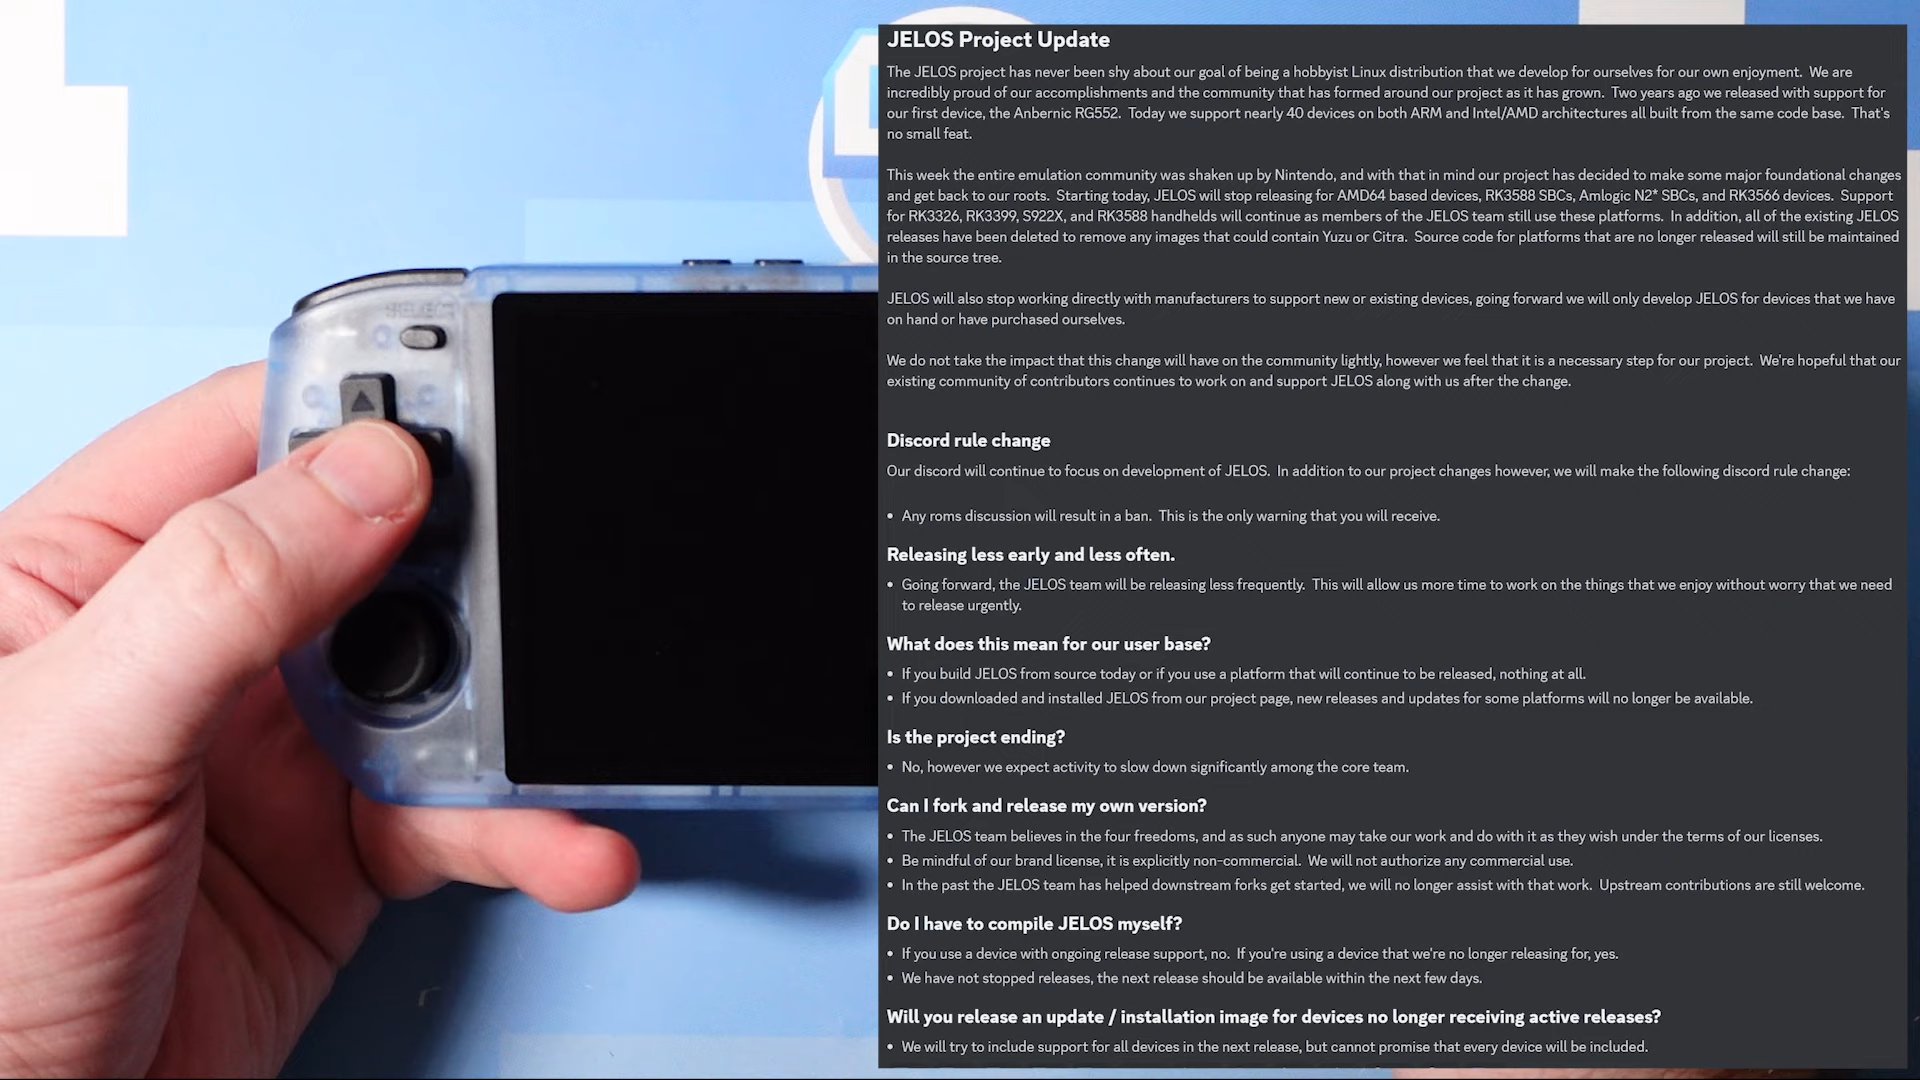 JELOS Project Update
The JELOS project has never been shy about our goal of being a hobbyist Linux distribution that we develop for ourselves for our own enjoyment. We are
incredibly proud of our accomplishments and the community that has formed around our project as it has grown. Two years ago we released with support for
our first device, the Anbernic RG552. Today we support nearly 40 devices on both ARM and Intel/AMD architectures all built from the same code base. That's
no small feat.
This week the entire emulation community was shaken up by Nintendo, and with that in mind our project has decided to make some major foundational changes
and get back to our roots. Starting today, JELOS will stop releasing for AMD64 based devices, RK3588 SBCs, Amlogic N2* SBCs, and RK3566 devices. Support
for RK3326, RK3399, S922X, and RK3588 handhelds will continue as members of the JELOS team still use these platforms. In addition, all of the existing JELOS
releases have been deleted to remove any images that could contain Yuzu or Citra. Source code for platforms that are no longer released will still be maintained
in the source tree.
JELOS will also stop working directly with manufacturers to support new or existing devices, going forward we will only develop JELOS for devices that we have
on hand or have purchased ourselves.
We do not take the impact that this change will have on the community lightly, however we feel that it is a necessary step for our project. We're hopeful that our
existing community of contributors continues to work on and support JELOS along with us after the change.
Discord rule change
Our discord will continue to focus on development of JELOS. In addition to our project changes however, we will make the following discord rule change:
• Any roms discussion will result in a ban. This is the only warning that you will receive.
Releasing less early and less often.
• Going forward, the JELOS team will be releasing less frequently. This will allow us more time to work on the things that we enjoy without worry that we need
to release urgently.
What does this mean for our user base?
• If you build JELOS from source today or if you use a platform that will continue to be released, nothing at all.
• If you downloaded and installed JELOS from our project page, new releases and updates for some platforms will no longer be available.
Is the project ending?
• No, however we expect activity to slow down significantly among the core team.
Can I fork and release my own version?
• The JELOS team believes in the four freedoms, and as such anyone may take our work and do with it as they wish under the terms of our licenses.
• Be mindful of our brand license, it is explicitly non-commercial. We will not authorize any commercial use.
• In the past the JELOS team has helped downstream forks get started, we will no longer assist with that work. Upstream contributions are still welcome.
Do I have to compile JELOS myself?
• If you use a device with ongoing release support, no. If you're using a device that we're no longer releasing for, yes.
• We have not stopped releases, the next release should be available within the next few days.
Will you release an update / installation image for devices no longer receiving active releases?
• We will try to include support for all devices in the next release, but cannot promise that every device will be included.
SELECT